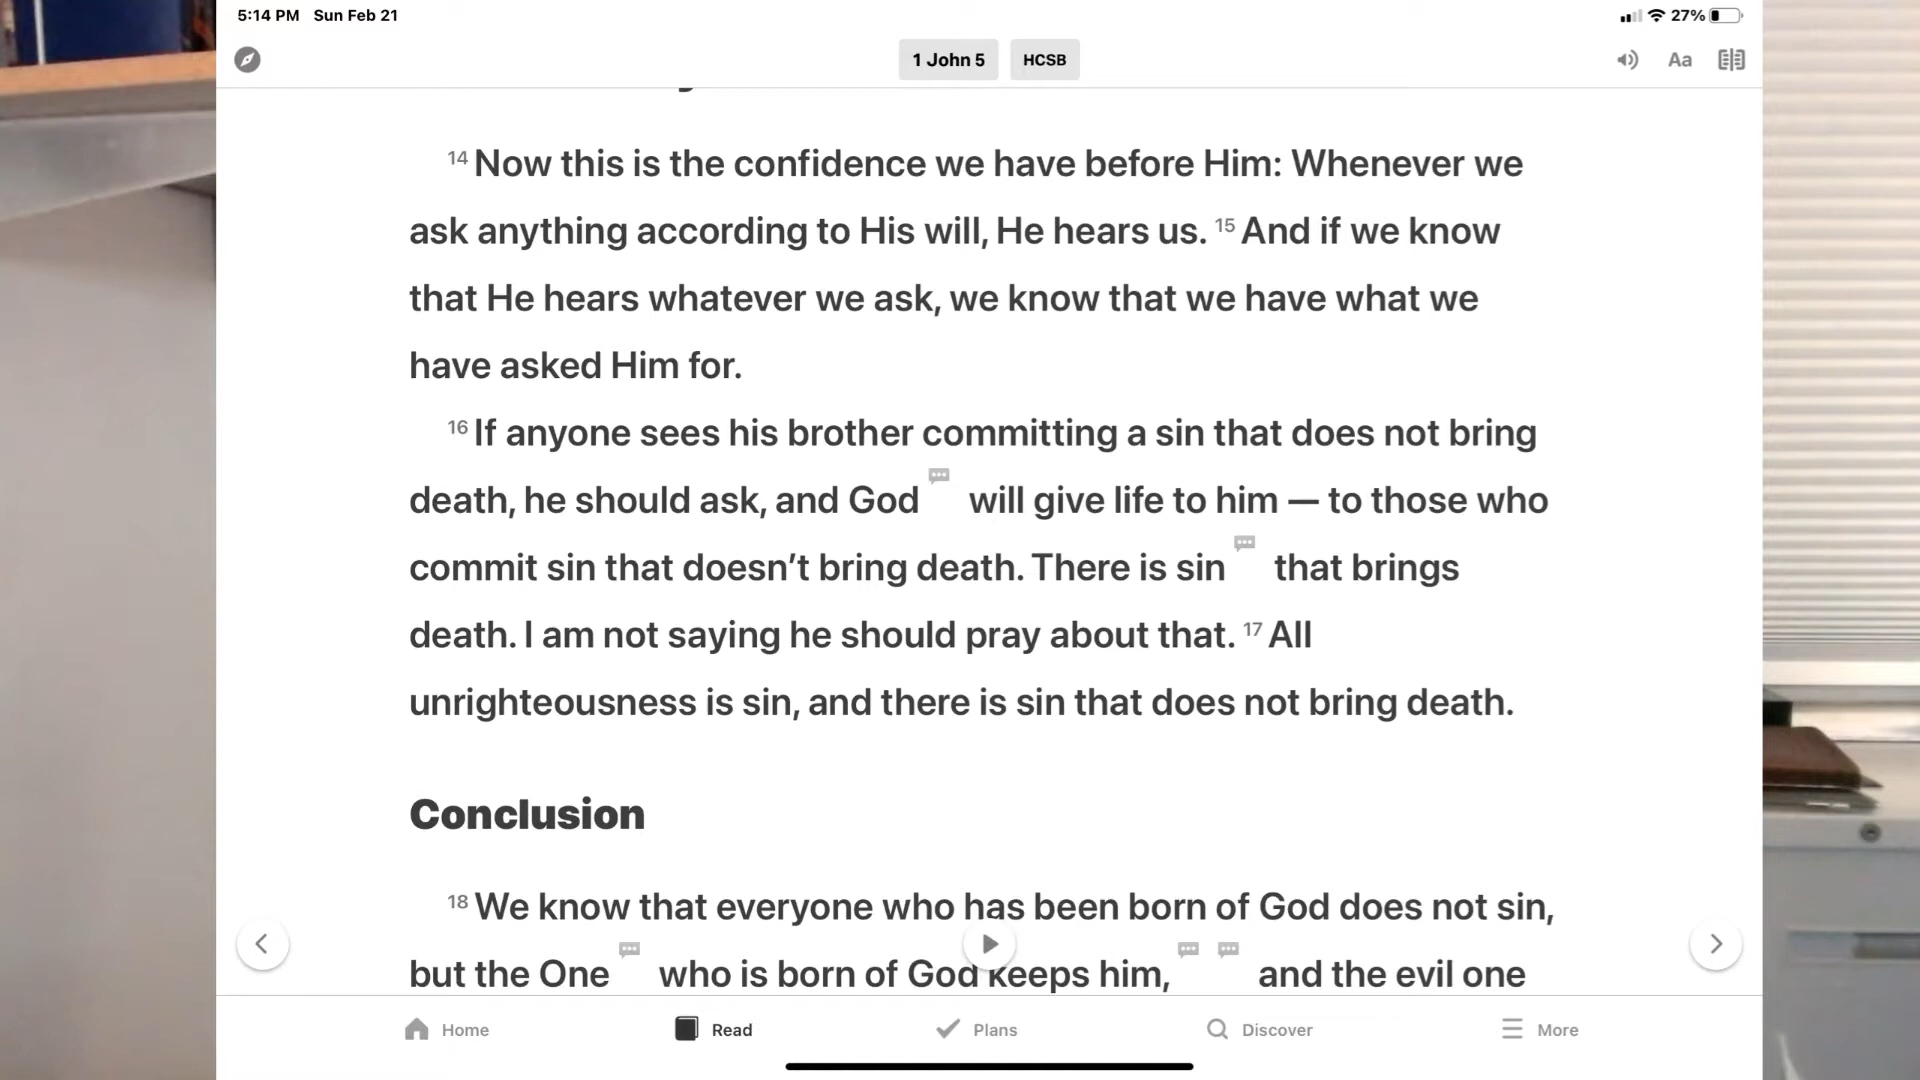 5:14 PM Sun Feb 21
27%
1 John 5 HCSB
Aa
14 Now this is the confidence we have before Him: Whenever we
ask anything according to His will, He hears us. 15 And if we know
that He hears whatever we ask, we know that we have what we
have asked Him for.
16 If anyone sees his brother committing a sin that does not bring
death, he should ask, and God will give life to him — to those who
commit sin that doesn’t bring death. There is sin that brings
death. I am not saying he should pray about that. 17 All
unrighteousness is sin, and there is sin that does not bring death.
Conclusion
18 We know that everyone who has been born of God does not sin,
but the One who is born of God keeps him, and the evil one
Home Read Plans Discover More